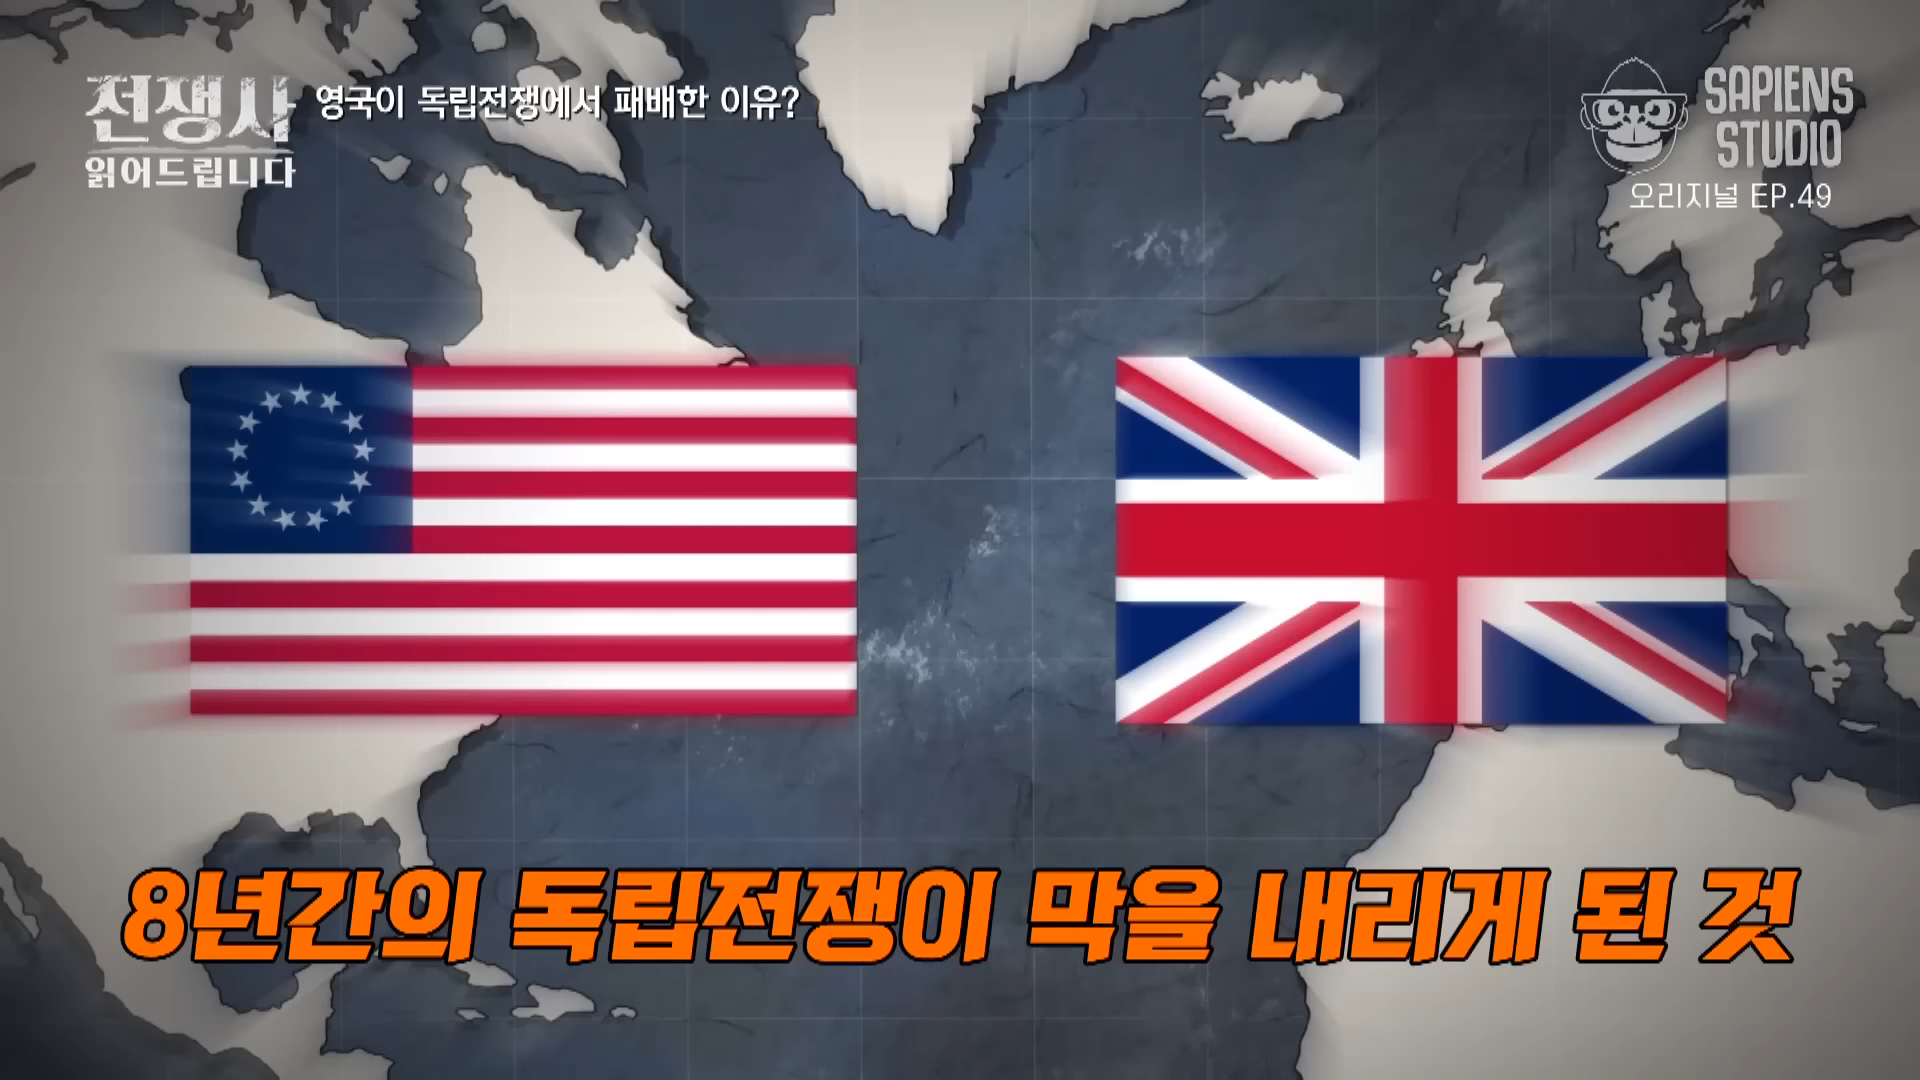 전쟁사
읽어드립니다
영국이 독립전쟁에서 패배한 이유?
SAPIENS
STUDIO
오리지널 EP.49
8년간의 독립전쟁이 막을 내리게 된 것